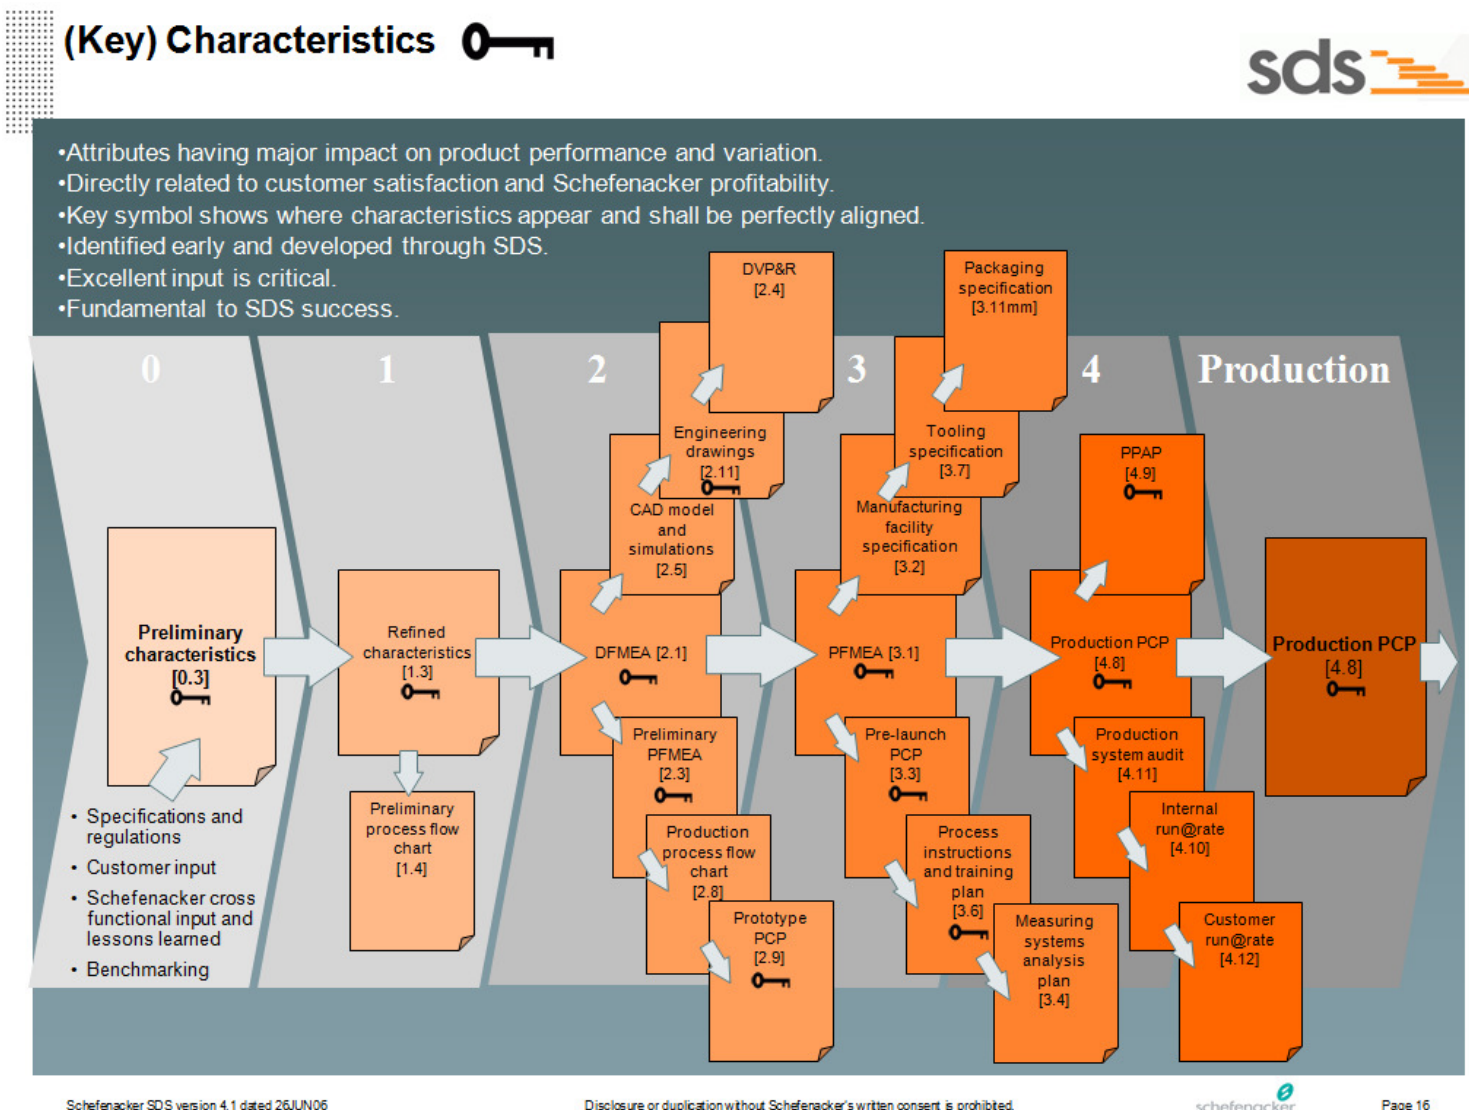 (Key) Characteristics
sds
•Attributes having major impact on product performance and variation.
•Directly related to customer satisfaction and Schefenacker profitability.
•Key symbol shows where characteristics appear and shall be perfectly aligned.
•Identified early and developed through SDS.
•Excellent input is critical.
•Fundamental to SDS success.
0
1
2
3
4
Production
Preliminary
characteristics
[0.3]
• Specifications and
regulations
• Customer input
• Schefenacker cross
functional input and
lessons learned
• Benchmarking
Refined
characteristics
[1.3]
Preliminary
process flow
chart
[1.4]
DVP&R
[2.4]
Engineering
drawings
[2.11]
CAD model
and
simulations
[2.5]
DFMEA [2.1]
Preliminary
PFMEA
[2.3]
Production
process flow
chart
[2.8]
Prototype
PCP
[2.9]
Packaging
specification
[3.11mm]
Tooling
specification
[3.7]
Manufacturing
facility
specification
[3.2]
PFMEA [3.1]
Pre-launch
PCP
[3.3]
Process
instructions
and training
plan
[3.6]
Measuring
systems
analysis
plan
[3.4]
PPAP
[4.9]
Production PCP
[4.8]
Production
system audit
[4.11]
Internal
run@rate
[4.10]
Customer
run@rate
[4.12]
Production PCP
[4.8]
Schefenacker SDS version 4.1 dated 26JUN06
Disclosure or duplication without Schefenacker's written consent is prohibited.
schefenacker
Page 16